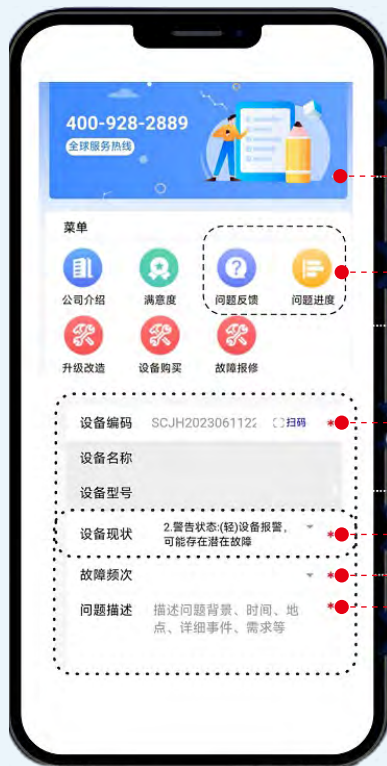 400-928-2889
全球服务热线
菜单
公司介绍 满意度 问题反馈 问题进度
升级改造 设备购买 故障报修
设备编码 SCJH2023061122 扫码 *
设备名称
设备型号
设备现状 2.警告状态:(轻)设备报警, *
可能存在潜在故障
故障频次 *
问题描述 描述问题背景、时间、地 *
点、详细事件、需求等